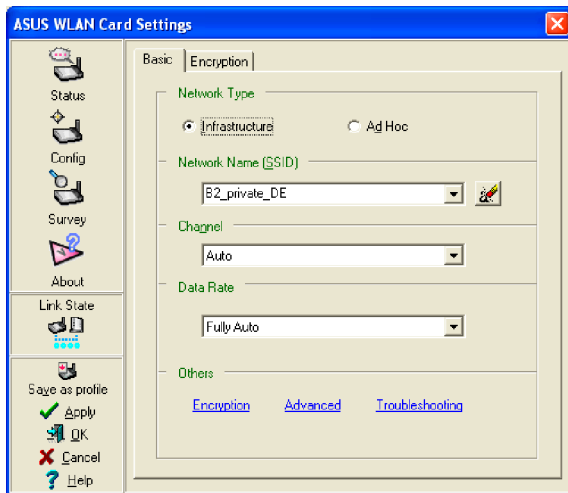 ASUS WLAN Card Settings
Status
Config
Survey
About
Link State
Save as profile
Apply
OK
Cancel
Help
Basic
Encryption
Network Type
Infrastructure
Ad Hoc
Network Name (SSID)
B2_private_DE
Channel
Auto
Data Rate
Fully Auto
Others
Encryption Advanced Troubleshooting